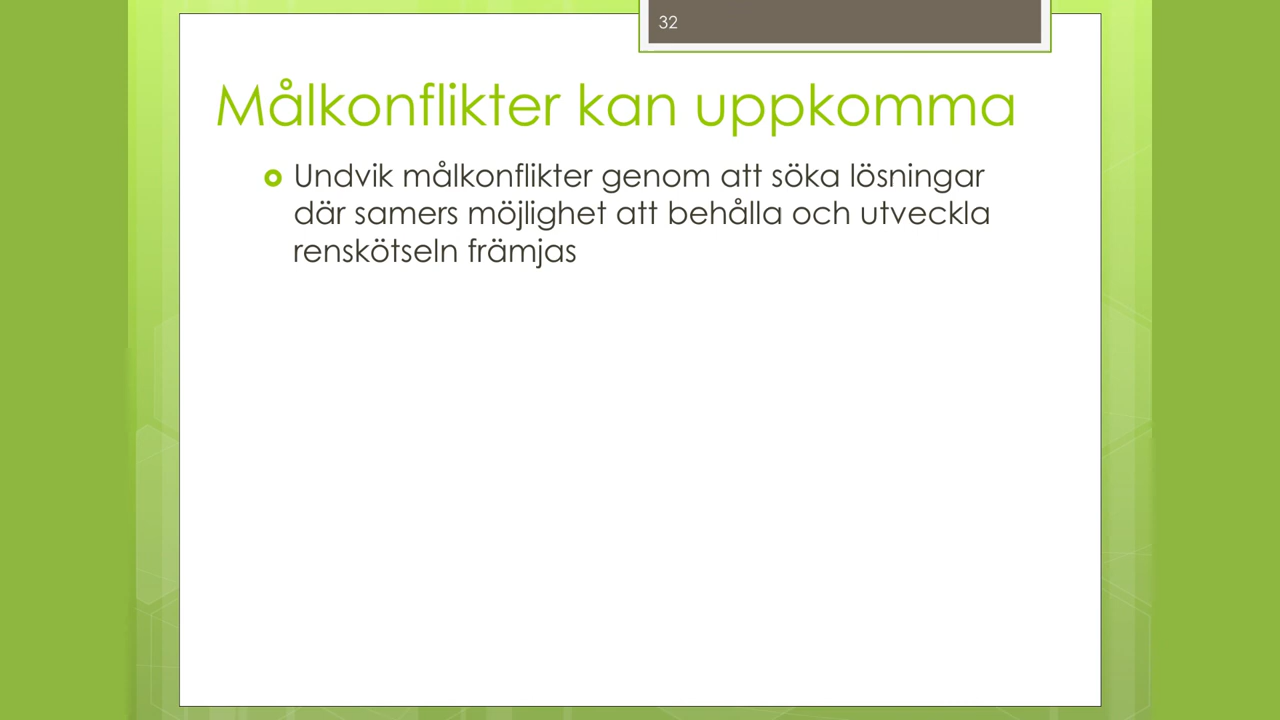 32
Målkonflikter kan uppkomma
Undvik målkonflikter genom att söka lösningar
där samers möjlighet att behålla och utveckla
renskötseln främjas